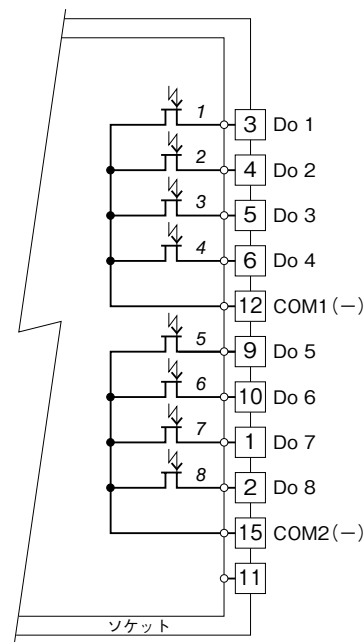 1 3 Do 1
2 4 Do 2
3 5 Do 3
4 6 Do 4
12 COM1(−)
5 9 Do 5
6 10 Do 6
7 1 Do 7
8 2 Do 8
15 COM2(−)
11
ソケット